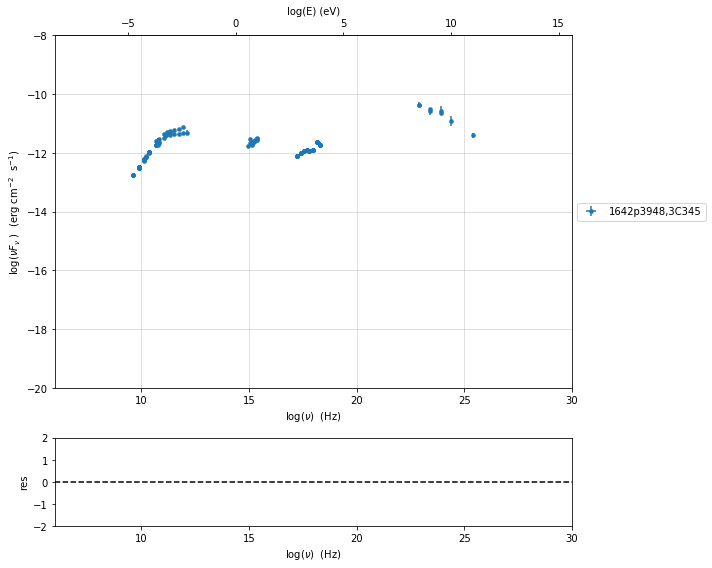 log(E) (eV)
−5 0 5 10 15
−8
−10
−12
−14
−16
−18
−20
log(νF_ν ) (erg cm⁻² s⁻¹)
10 15 20 25 30
log(ν) (Hz)
1642p3948,3C345
2
1
0
−1
−2
res
10 15 20 25 30
log(ν) (Hz)